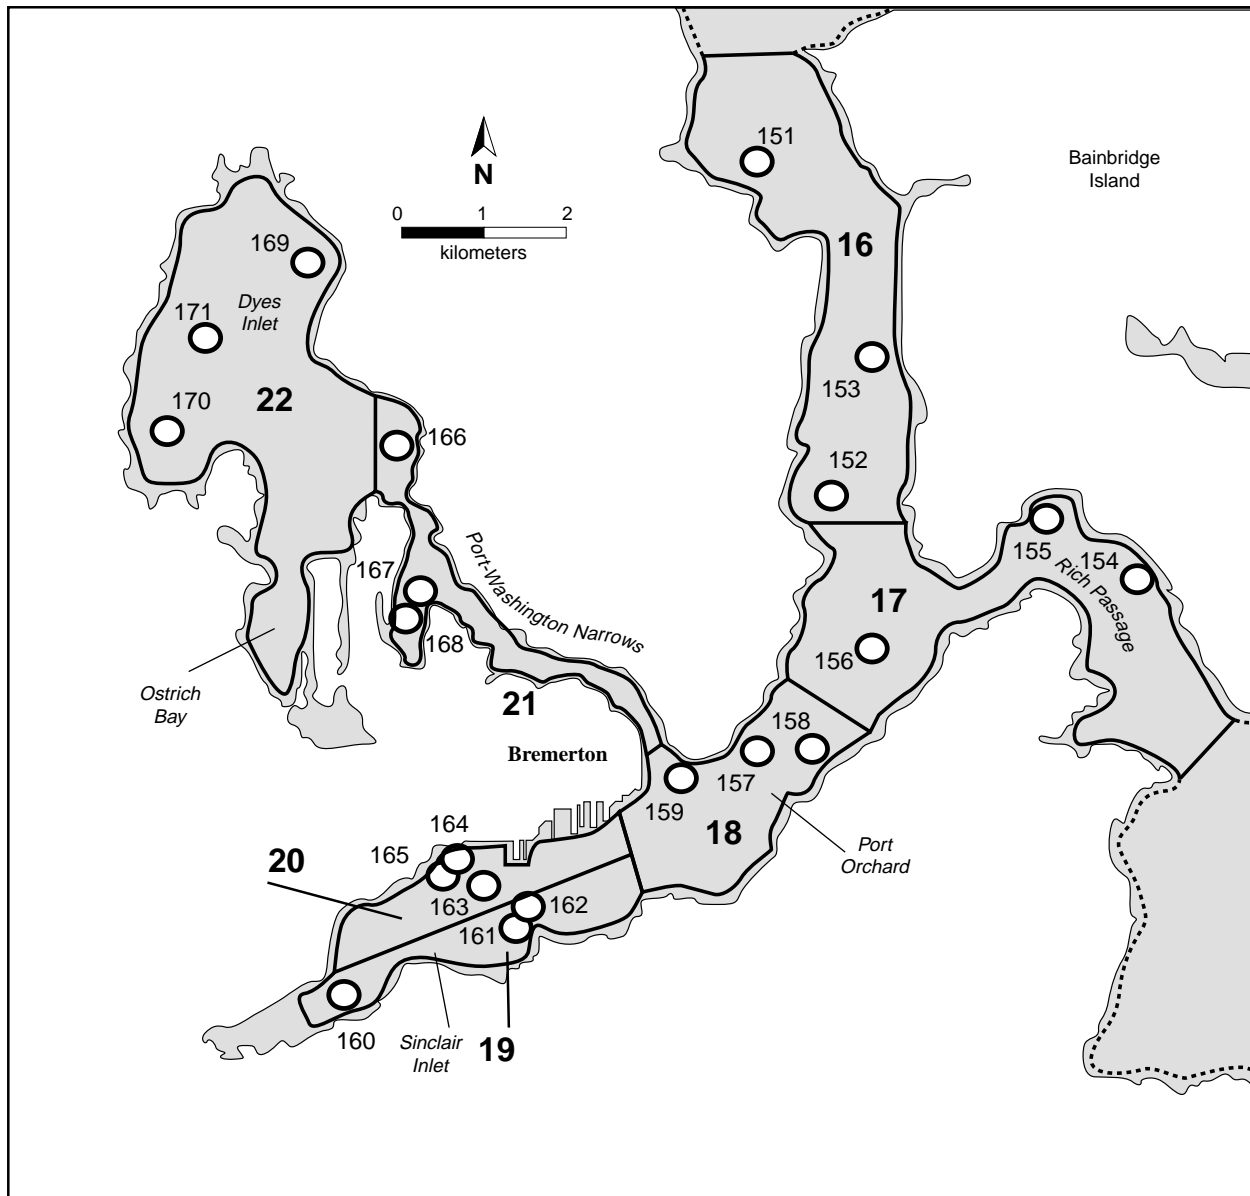 151
Bainbridge
Island
N
0 1 2
kilometers
169
16
Dyes
Inlet
171
153
170
22
166
152
Port-Washington Narrows
155
154
Rich Passage
167
17
168
156
Ostrich
Bay
21
158
Bremerton
157
159
164
18
165
Port
Orchard
20
163
162
161
160
Sinclair
Inlet
19